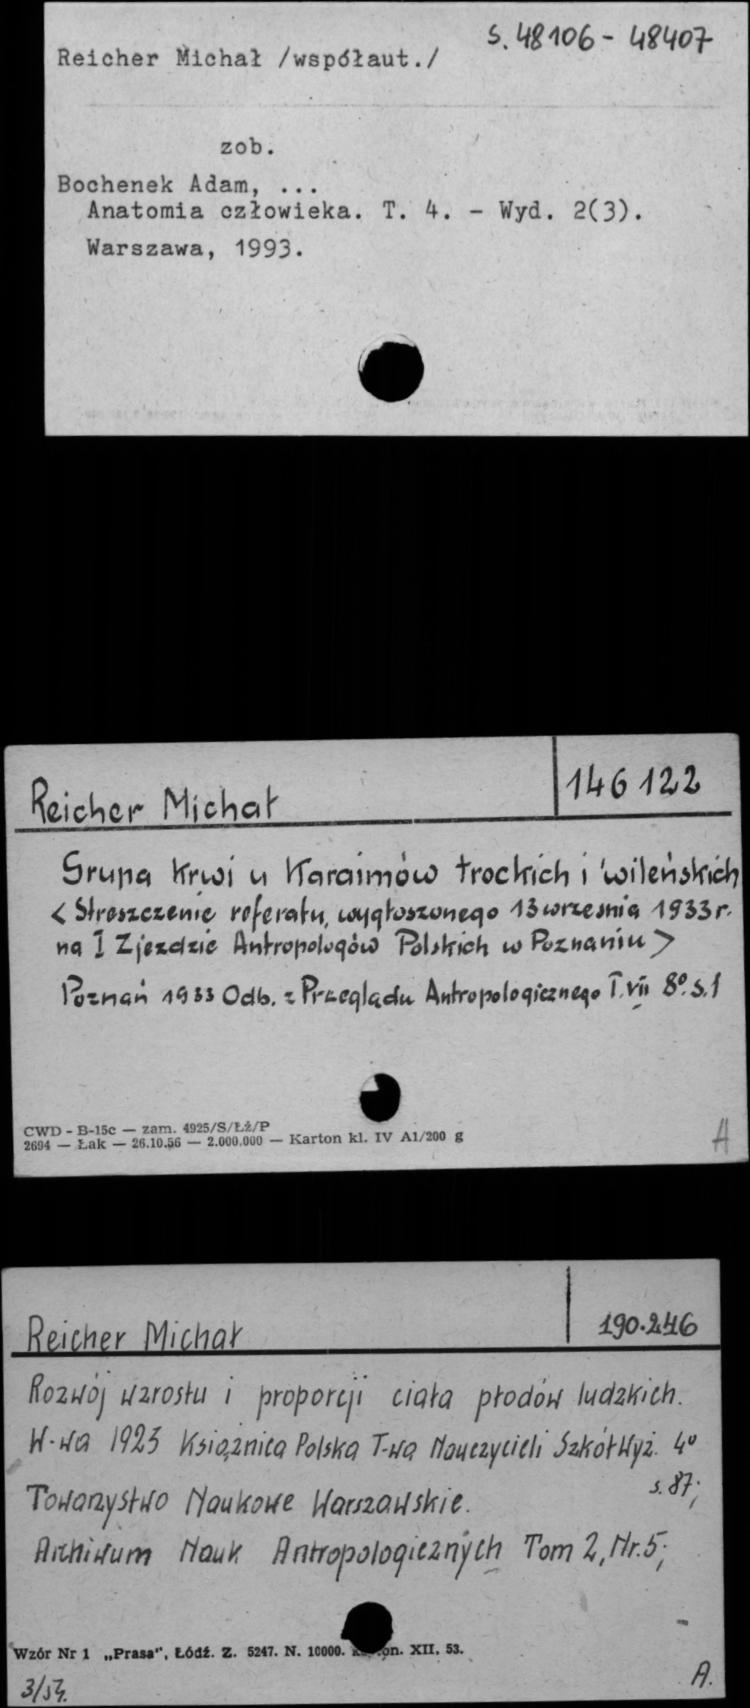 S. 48106 - 48407
Reicher Michał /współaut./
zob.
Bochenek Adam, ...
Anatomia człowieka. T. 4. - Wyd. 2(3).
Warszawa, 1993.
Reicher Michał
146 122
Grupa krwi u Karaimów trockich i wileńskich
< Streszczenie referatu, wygłoszonego 13 wrzesnia 1933 r.
na I Zjezdzie Antropologów Polskich w Poznaniu >
Poznań 1933 Odb. z Przeglądu Antropologicznego T. VII 8° s. 1
CWD - B-15c — zam. 4925/S/Łż/P
2694 — Łak — 26.10.56 — 2.000.000 — Karton kl. IV A1/200 g
A
Reicher Michał
190.246
Rozwój wzrostu i proporcji ciała płodów ludzkich.
W-wa 1923 Książnica Polska T-wa Nauczycieli Szkół Wyż. 4°
s. 87;
Towarzystwo Naukowe Warszawskie.
Archiwum Nauk Antropologicznych Tom 2, Nr. 5;
Wzór Nr 1 „Prasa", Łódź. Z. 5247. N. 10000. XII. 53.
3/54.
A.